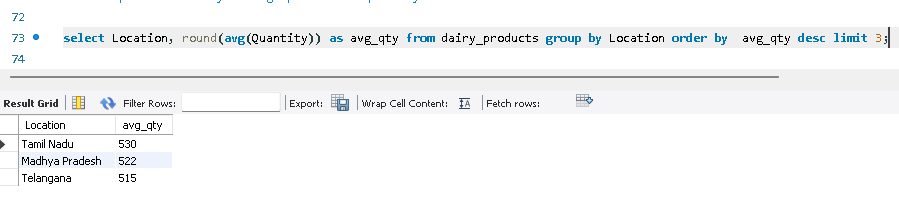 72
73 select Location, round(avg(Quantity)) as avg_qty from dairy_products group by Location order by  avg_qty desc limit 3;
74
Result Grid Filter Rows: Export: Wrap Cell Content: IA Fetch rows:
Location avg_qty
Tamil Nadu 530
Madhya Pradesh 522
Telangana 515